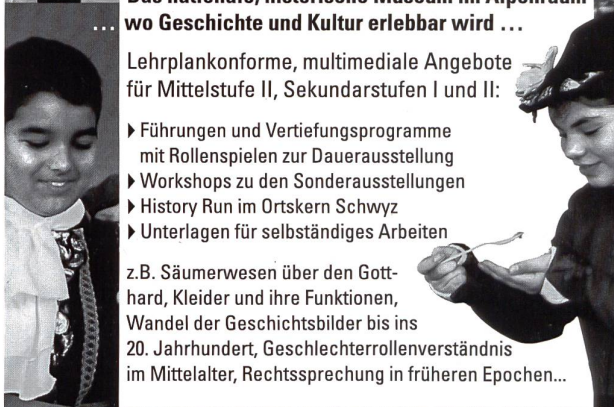 Das nationale, historische Museum im Alpenraum
... wo Geschichte und Kultur erlebbar wird ...
Lehrplankonforme, multimediale Angebote
für Mittelstufe II, Sekundarstufen I und II:
▶ Führungen und Vertiefungsprogramme
mit Rollenspielen zur Dauerausstellung
▶ Workshops zu den Sonderausstellungen
▶ History Run im Ortskern Schwyz
▶ Unterlagen für selbständiges Arbeiten
z.B. Säumerwesen über den Gott-
hard, Kleider und ihre Funktionen,
Wandel der Geschichtsbilder bis ins
20. Jahrhundert, Geschlechterrollenverständnis
im Mittelalter, Rechtssprechung in früheren Epochen...